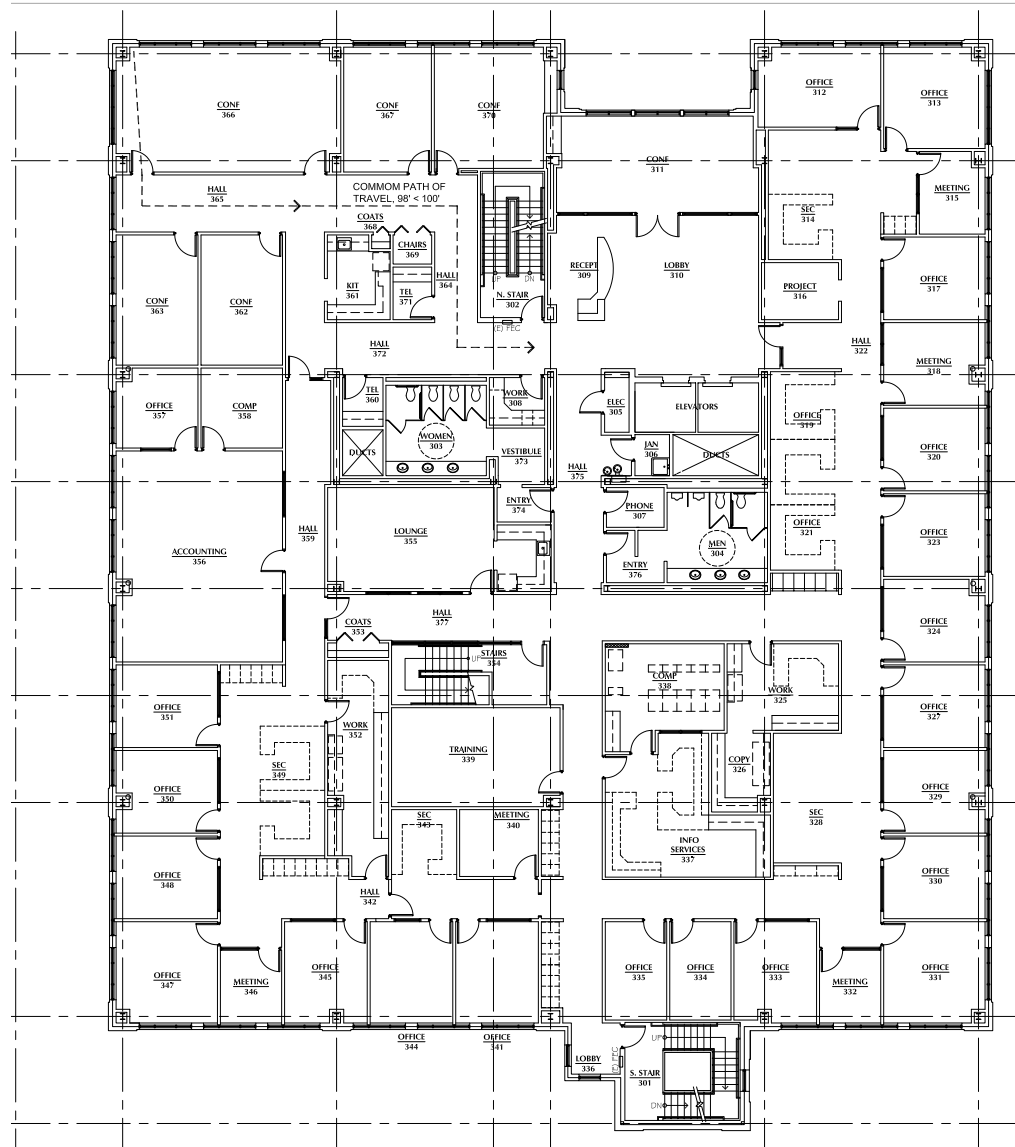 OFFICE
312
OFFICE
313
CONF
366
CONF
367
CONF
370
CONF
311
HALL
365
COMMOM PATH OF
TRAVEL, 98' < 100'
COATS
368
CHAIRS
369
SEC
314
MEETING
315
KIT
361
TEL
371
HALL
364
UP
DN
N. STAIR
302
(E) FEC
RECEPT
309
LOBBY
310
PROJECT
316
OFFICE
317
CONF
363
CONF
362
HALL
372
HALL
322
MEETING
318
OFFICE
357
COMP
358
TEL
360
WORK
308
ELEC
305
ELEVATORS
OFFICE
319
OFFICE
320
DUCTS
WOMEN
303
VESTIBULE
373
HALL
375
JAN
306
DUCTS
HALL
359
LOUNGE
355
ENTRY
374
PHONE
307
MEN
304
OFFICE
321
OFFICE
323
ACCOUNTING
356
ENTRY
376
COATS
353
HALL
377
OFFICE
324
STAIRS
354
UP
OFFICE
351
WORK
352
COMP
338
WORK
325
OFFICE
327
SEC
349
TRAINING
339
COPY
326
OFFICE
350
OFFICE
329
SEC
343
MEETING
340
INFO
SERVICES
337
SEC
328
OFFICE
348
HALL
342
OFFICE
330
OFFICE
347
MEETING
346
OFFICE
345
OFFICE
335
OFFICE
334
OFFICE
333
MEETING
332
OFFICE
331
OFFICE
344
OFFICE
341
LOBBY
336
(E) FEC
UP
S. STAIR
301
DN